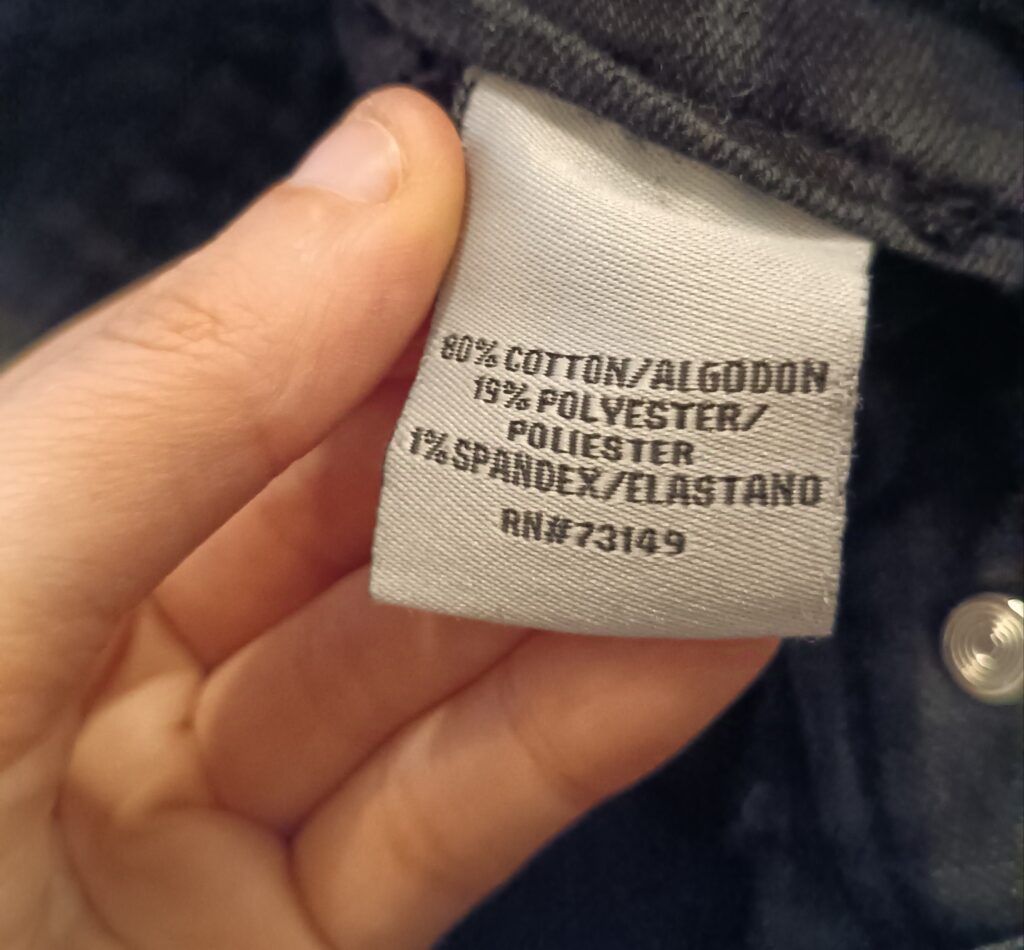 80% COTTON/ALGODON
19% POLYESTER/
POLIESTER
1% SPANDEX/ELASTANO
RN#73149